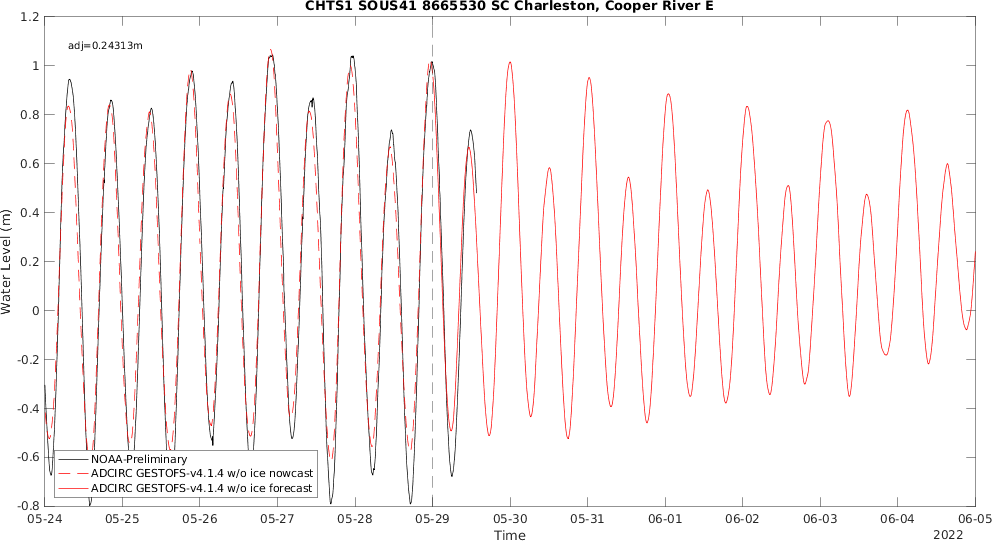 CHTS1 SOUS41 8665530 SC Charleston, Cooper River E
adj=0.24313m
1.2
1
0.8
0.6
0.4
0.2
0
-0.2
-0.4
-0.6
-0.8
Water Level (m)
NOAA-Preliminary
ADCIRC GESTOFS-v4.1.4 w/o ice nowcast
ADCIRC GESTOFS-v4.1.4 w/o ice forecast
05-24 05-25 05-26 05-27 05-28 05-29 05-30 05-31 06-01 06-02 06-03 06-04 06-05
Time
2022